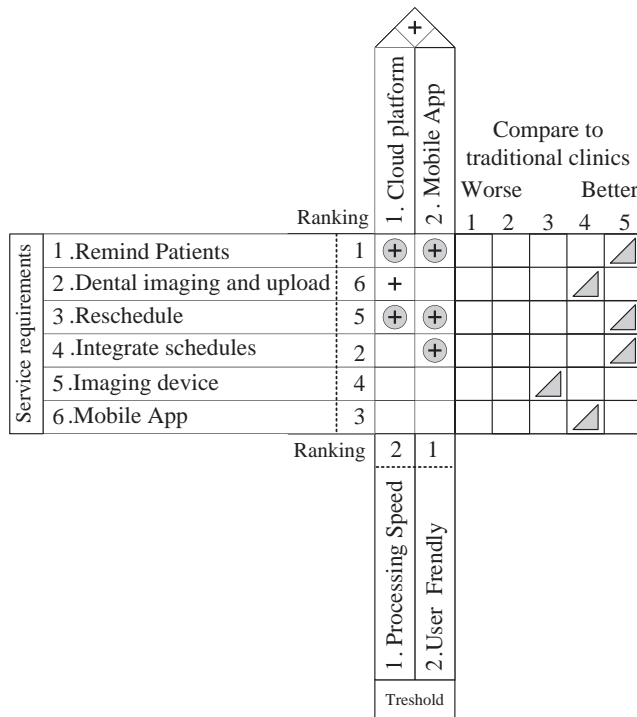 +
1. Cloud platform
2. Mobile App
Compare to
traditional clinics
Worse Better
Ranking 1 2 3 4 5
Service requirements
1 .Remind Patients 1 + +
2 .Dental imaging and upload 6 +
3 .Reschedule 5 + +
4 .Integrate schedules 2 +
5 .Imaging device 4
6 .Mobile App 3
Ranking 2 1
1. Processing Speed
2.User Frendly
Treshold